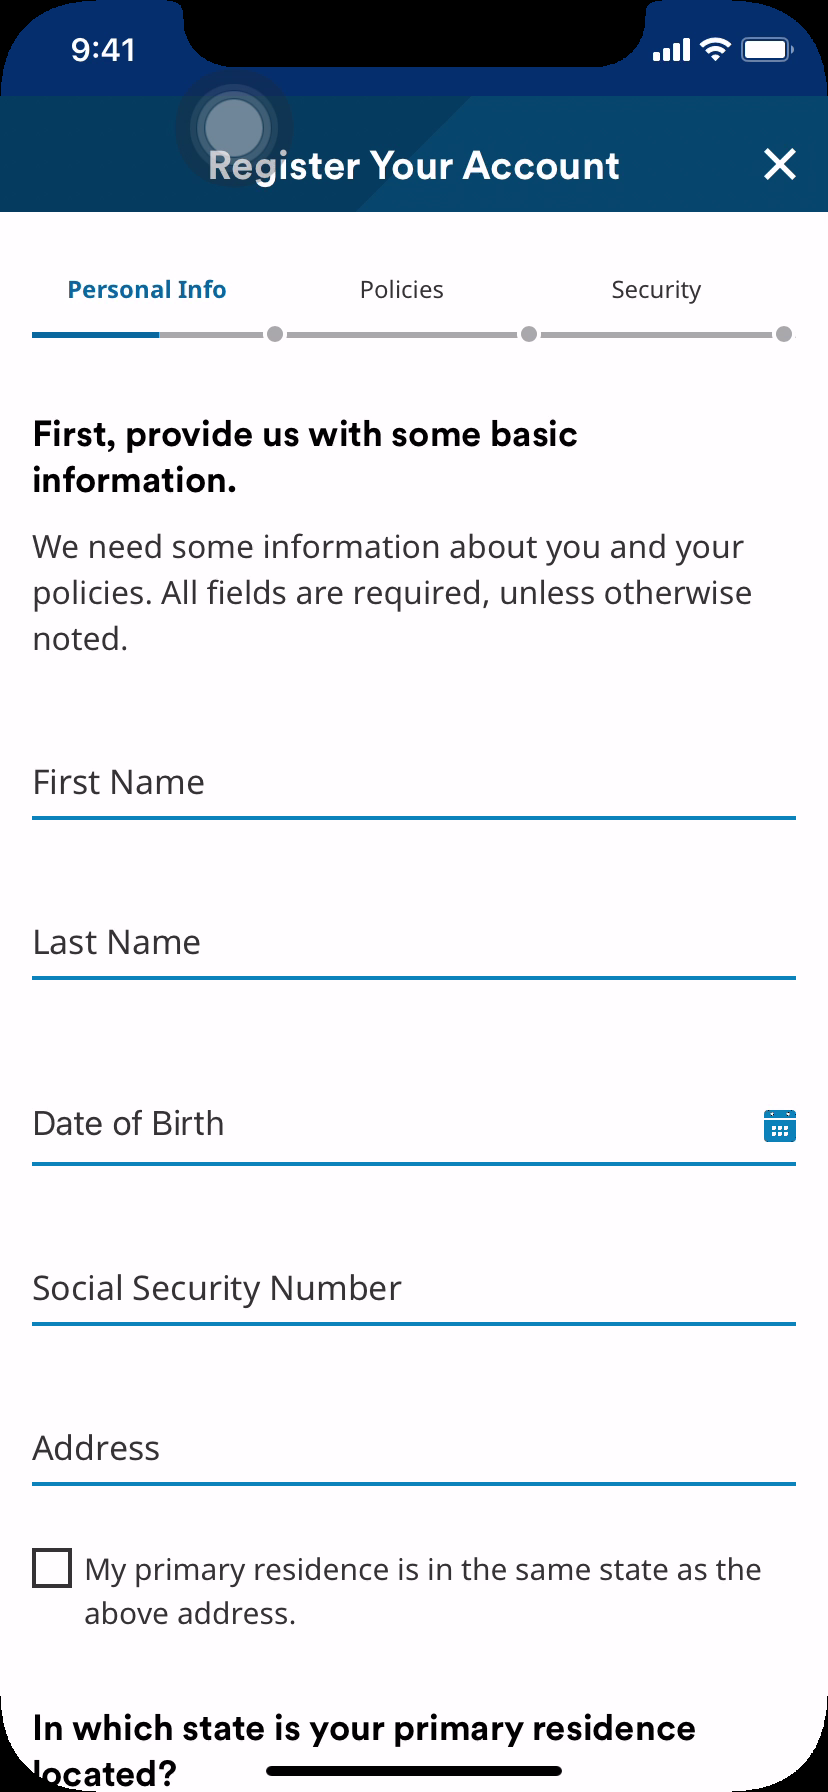 9:41
Register Your Account
Personal Info
Policies
Security
First, provide us with some basic
information.
We need some information about you and your
policies. All fields are required, unless otherwise
noted.
First Name
Last Name
Date of Birth
Social Security Number
Address
My primary residence is in the same state as the
above address.
In which state is your primary residence
located?